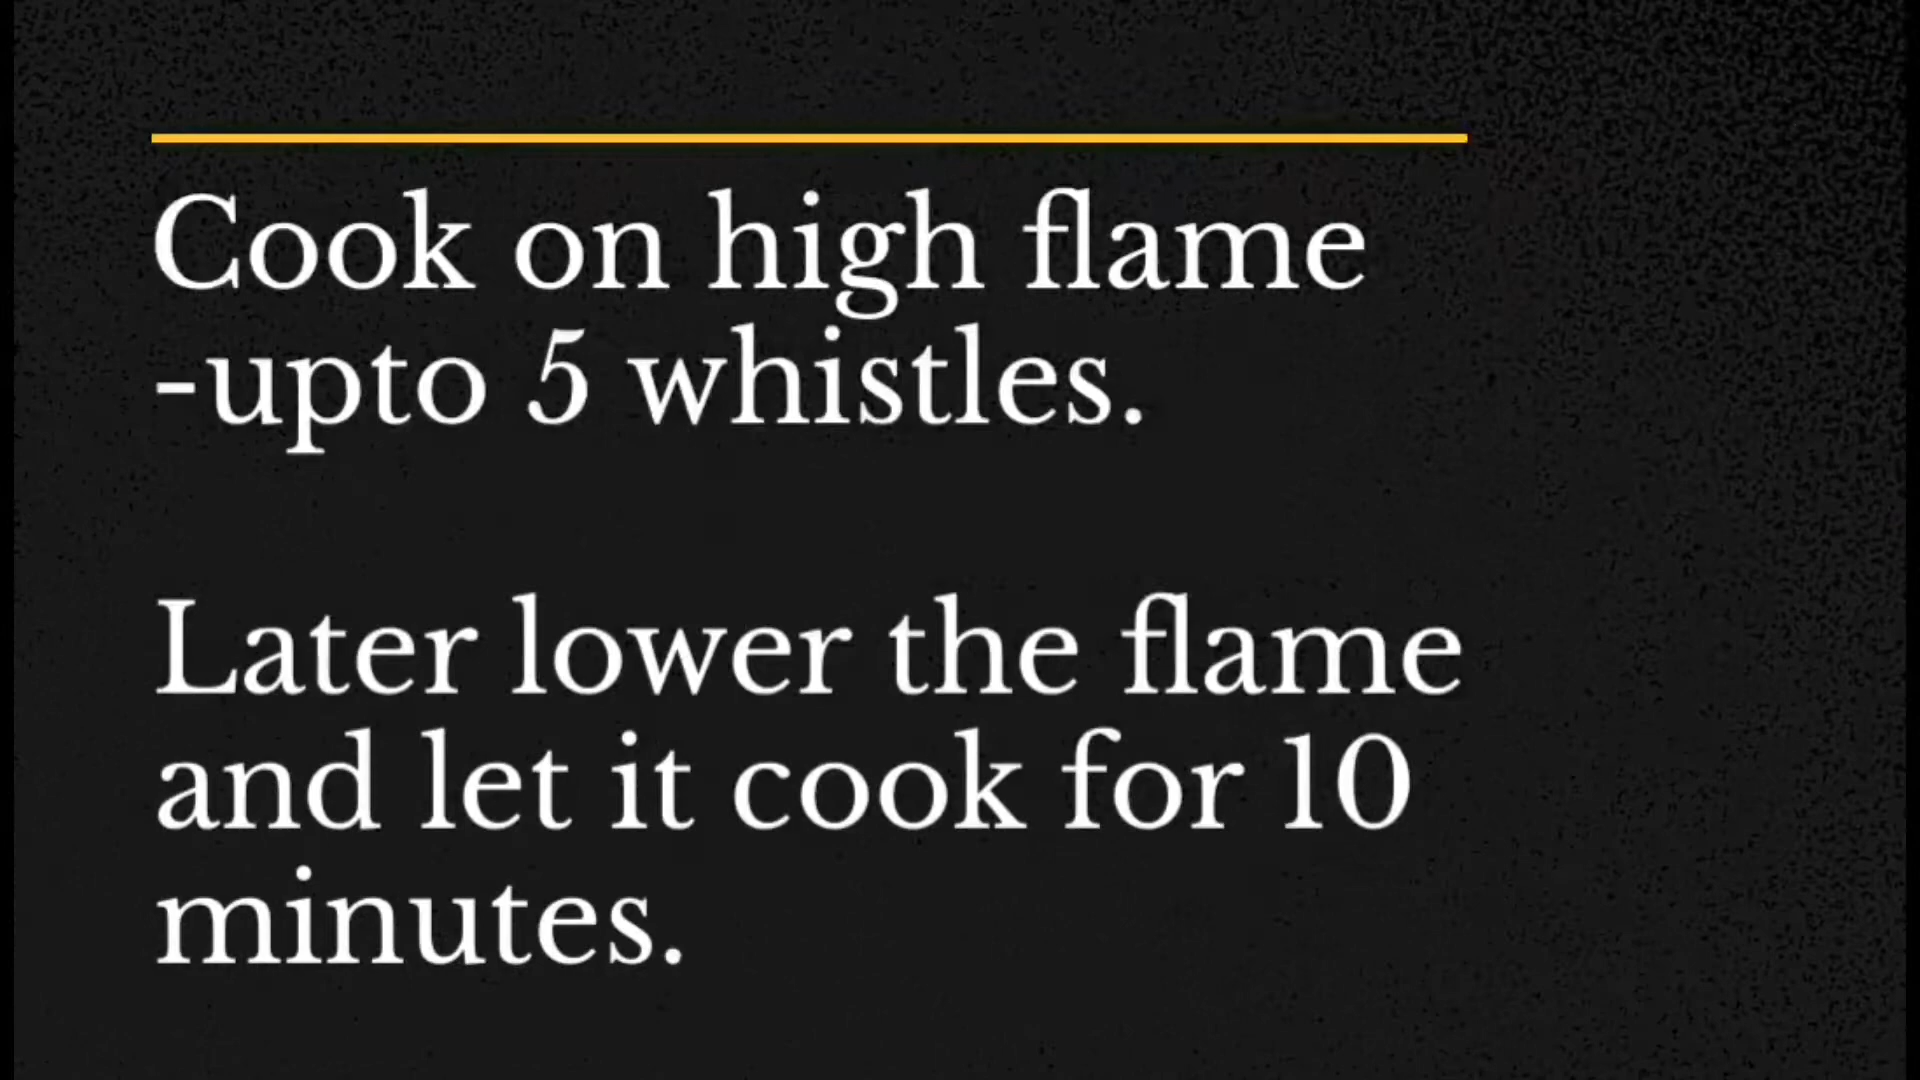 Cook on high flame
-upto 5 whistles.
Later lower the flame
and let it cook for 10
minutes.